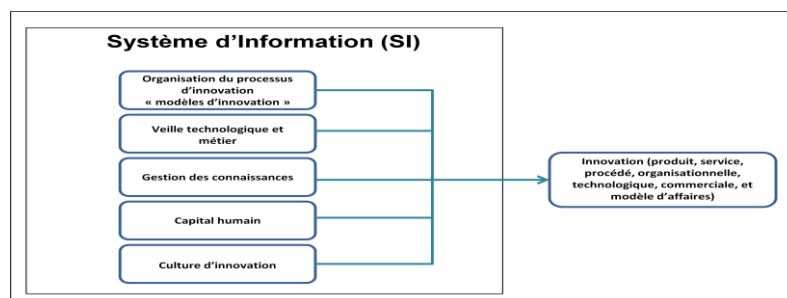 Système d’Information (SI)
Organisation du processus
d’innovation
« modèles d’innovation »
Veille technologique et
métier
Gestion des connaissances
Capital humain
Culture d’innovation
Innovation (produit, service,
procédé, organisationnelle,
technologique, commerciale, et
modèle d’affaires)